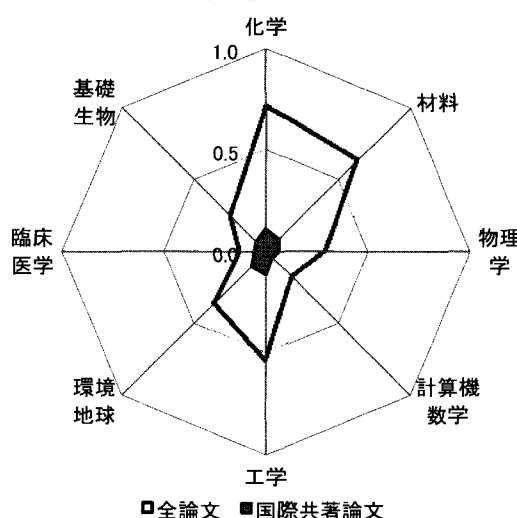 化学
1.0
基礎
生物
材料
0.5
臨床
医学
0.0
物理
学
環境
地球
計算機
数学
工学
全論文 国際共著論文